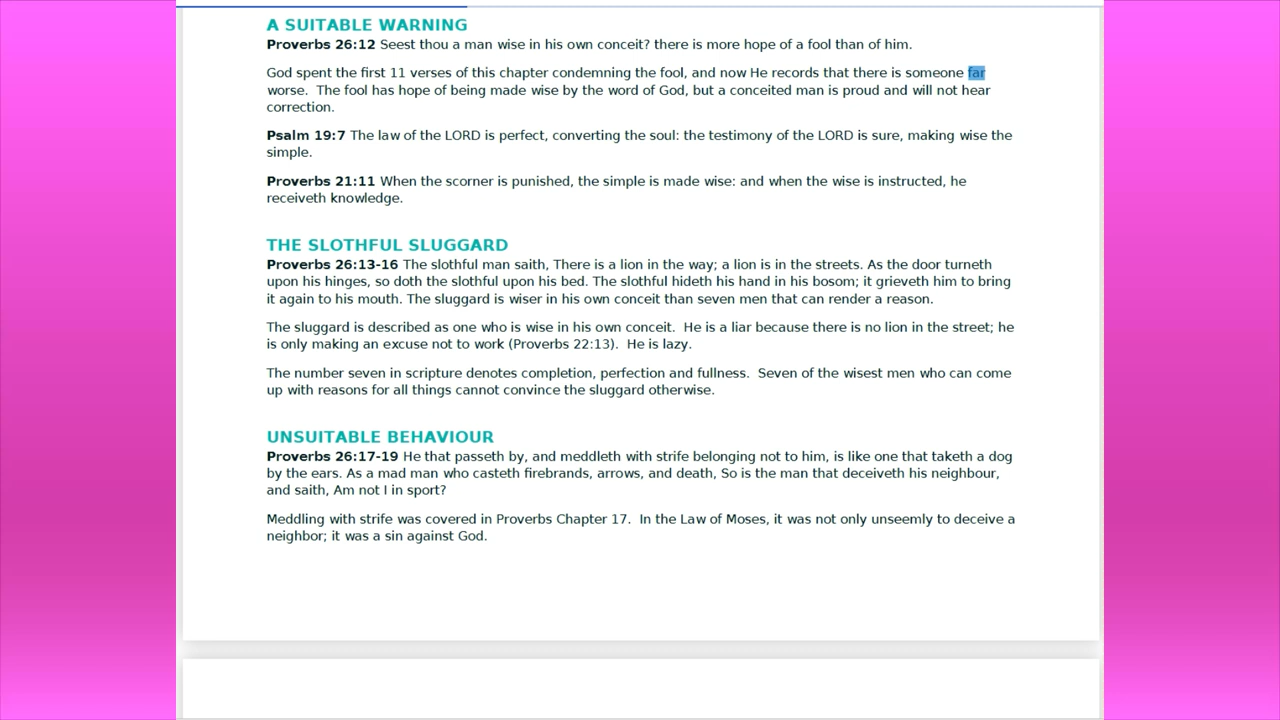 A SUITABLE WARNING
Proverbs 26:12 Seest thou a man wise in his own conceit? there is more hope of a fool than of him.
God spent the first 11 verses of this chapter condemning the fool, and now He records that there is someone far
worse.  The fool has hope of being made wise by the word of God, but a conceited man is proud and will not hear
correction.
Psalm 19:7 The law of the LORD is perfect, converting the soul: the testimony of the LORD is sure, making wise the
simple.
Proverbs 21:11 When the scorner is punished, the simple is made wise: and when the wise is instructed, he
receiveth knowledge.
THE SLOTHFUL SLUGGARD
Proverbs 26:13-16 The slothful man saith, There is a lion in the way; a lion is in the streets. As the door turneth
upon his hinges, so doth the slothful upon his bed. The slothful hideth his hand in his bosom; it grieveth him to bring
it again to his mouth. The sluggard is wiser in his own conceit than seven men that can render a reason.
The sluggard is described as one who is wise in his own conceit.  He is a liar because there is no lion in the street; he
is only making an excuse not to work (Proverbs 22:13).  He is lazy.
The number seven in scripture denotes completion, perfection and fullness.  Seven of the wisest men who can come
up with reasons for all things cannot convince the sluggard otherwise.
UNSUITABLE BEHAVIOUR
Proverbs 26:17-19 He that passeth by, and meddleth with strife belonging not to him, is like one that taketh a dog
by the ears. As a mad man who casteth firebrands, arrows, and death, So is the man that deceiveth his neighbour,
and saith, Am not I in sport?
Meddling with strife was covered in Proverbs Chapter 17.  In the Law of Moses, it was not only unseemly to deceive a
neighbor; it was a sin against God.